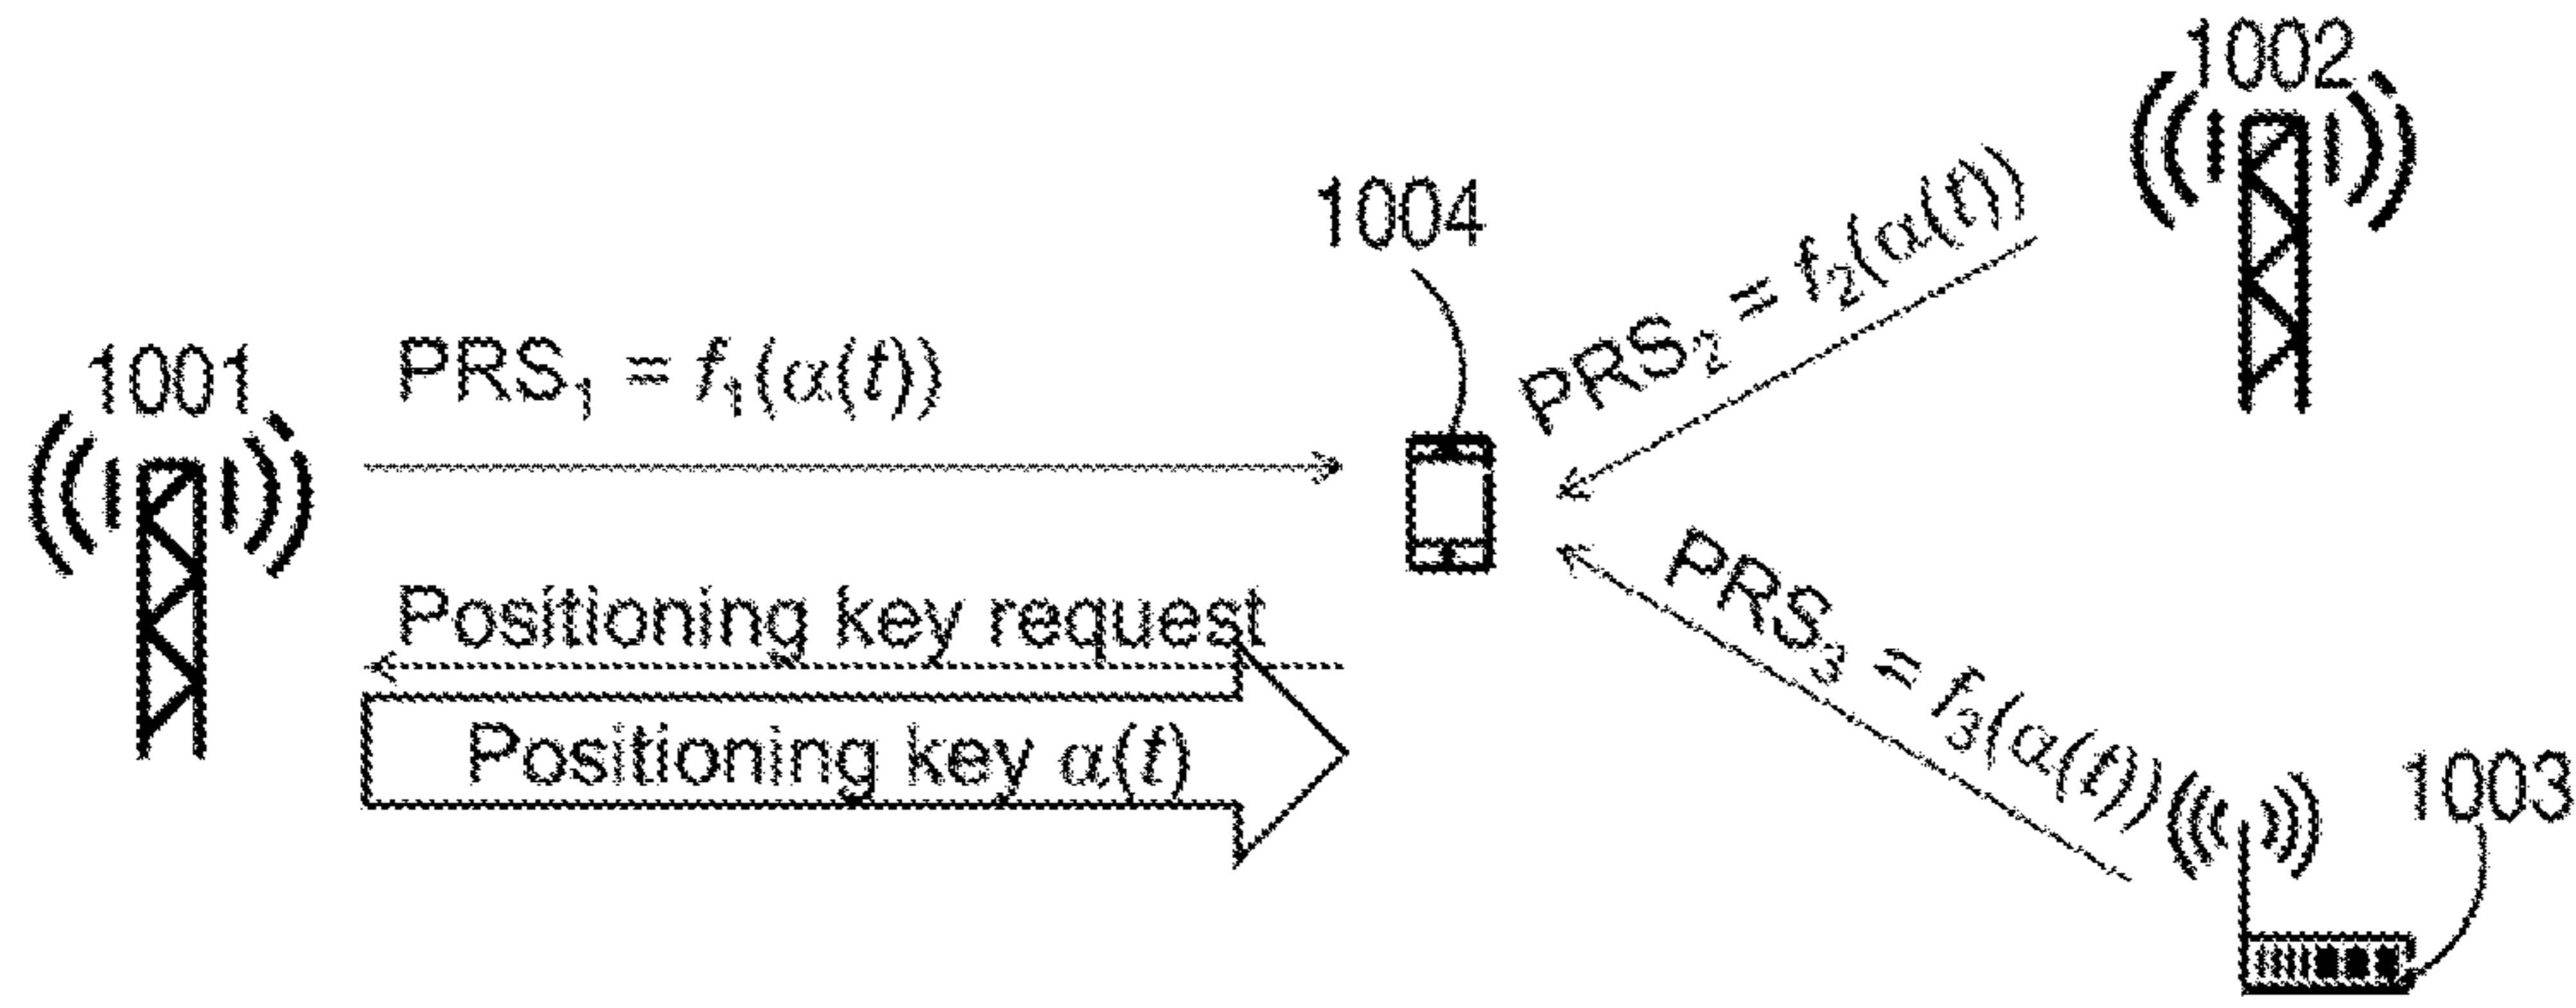 1002
1004
PRS₂ = f₂(α(t))
1001
PRS₁ = f₁(α(t))
Positioning key request
PRS₃ = f₃(α(t))
Positioning key α(t)
1003